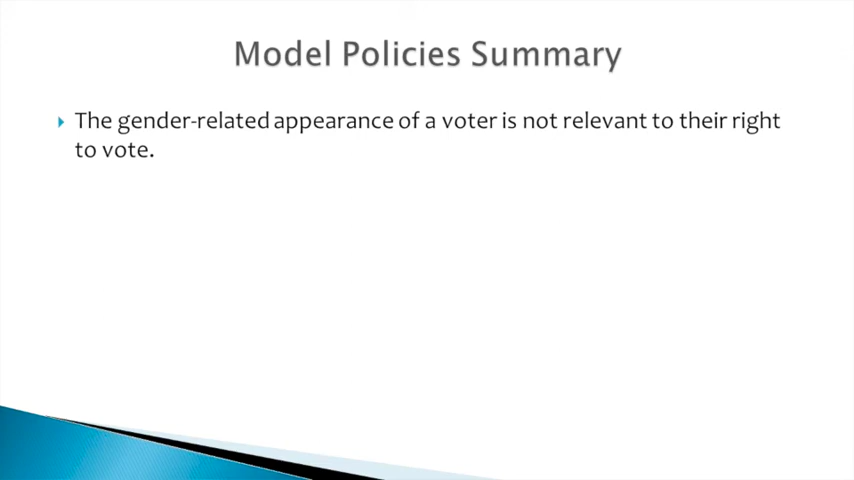 Model Policies Summary
The gender-related appearance of a voter is not relevant to their right
to vote.